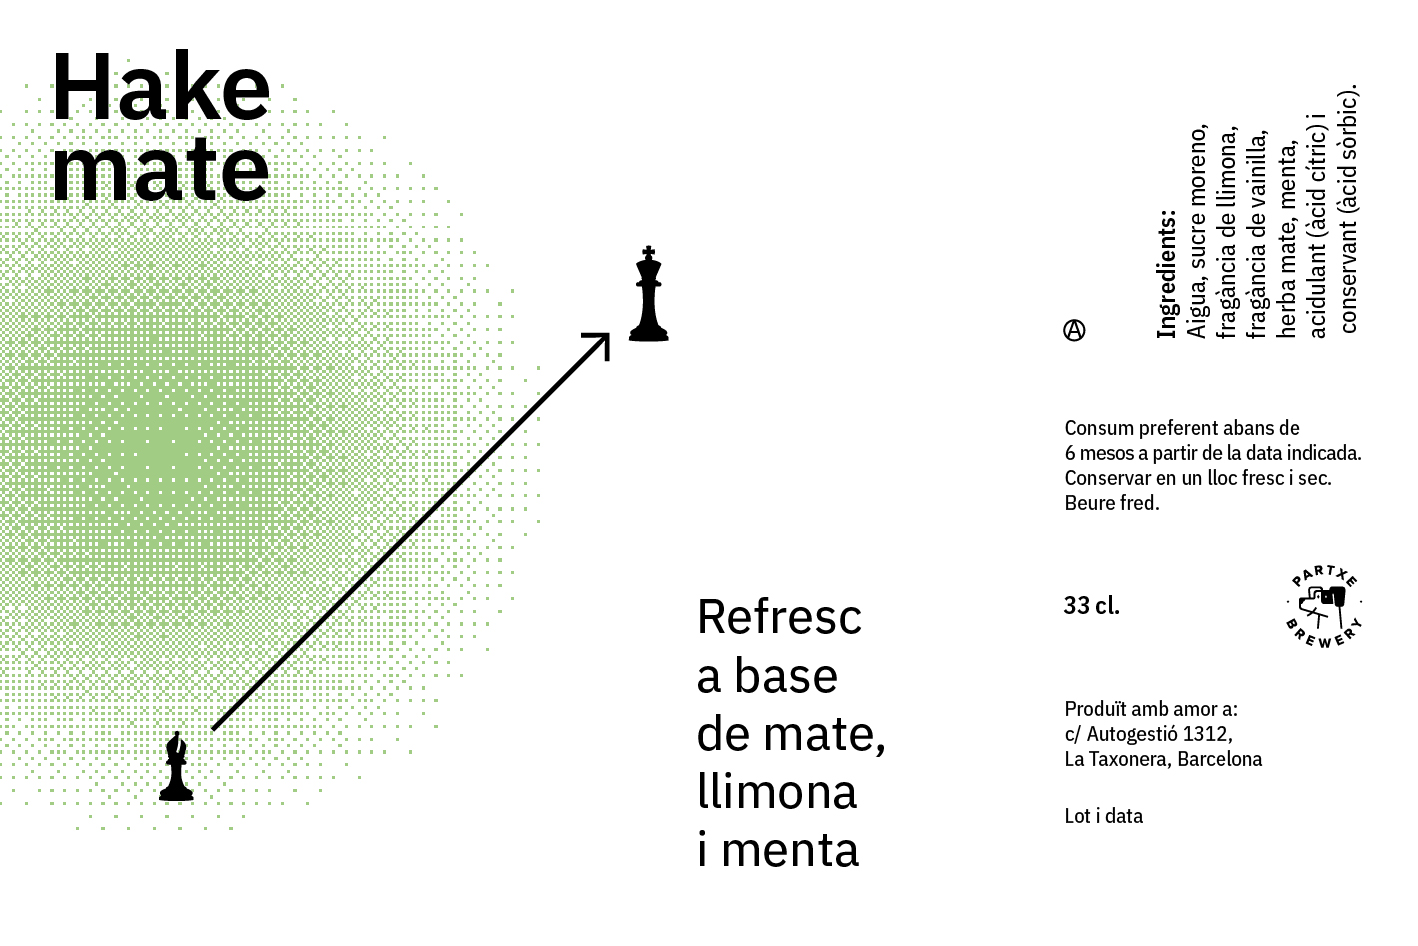 Hake
mate
Refresc
a base
de mate,
llimona
i menta
Ⓐ
Ingredients:
Aigua, sucre moreno,
fragància de llimona,
fragància de vainilla,
herba mate, menta,
acidulant (àcid cítric) i
conservant (àcid sòrbic).
Consum preferent abans de
6 mesos a partir de la data indicada.
Conservar en un lloc fresc i sec.
Beure fred.
33 cl.
PARTXE
BREWERY
Produït amb amor a:
c/ Autogestió 1312,
La Taxonera, Barcelona
Lot i data